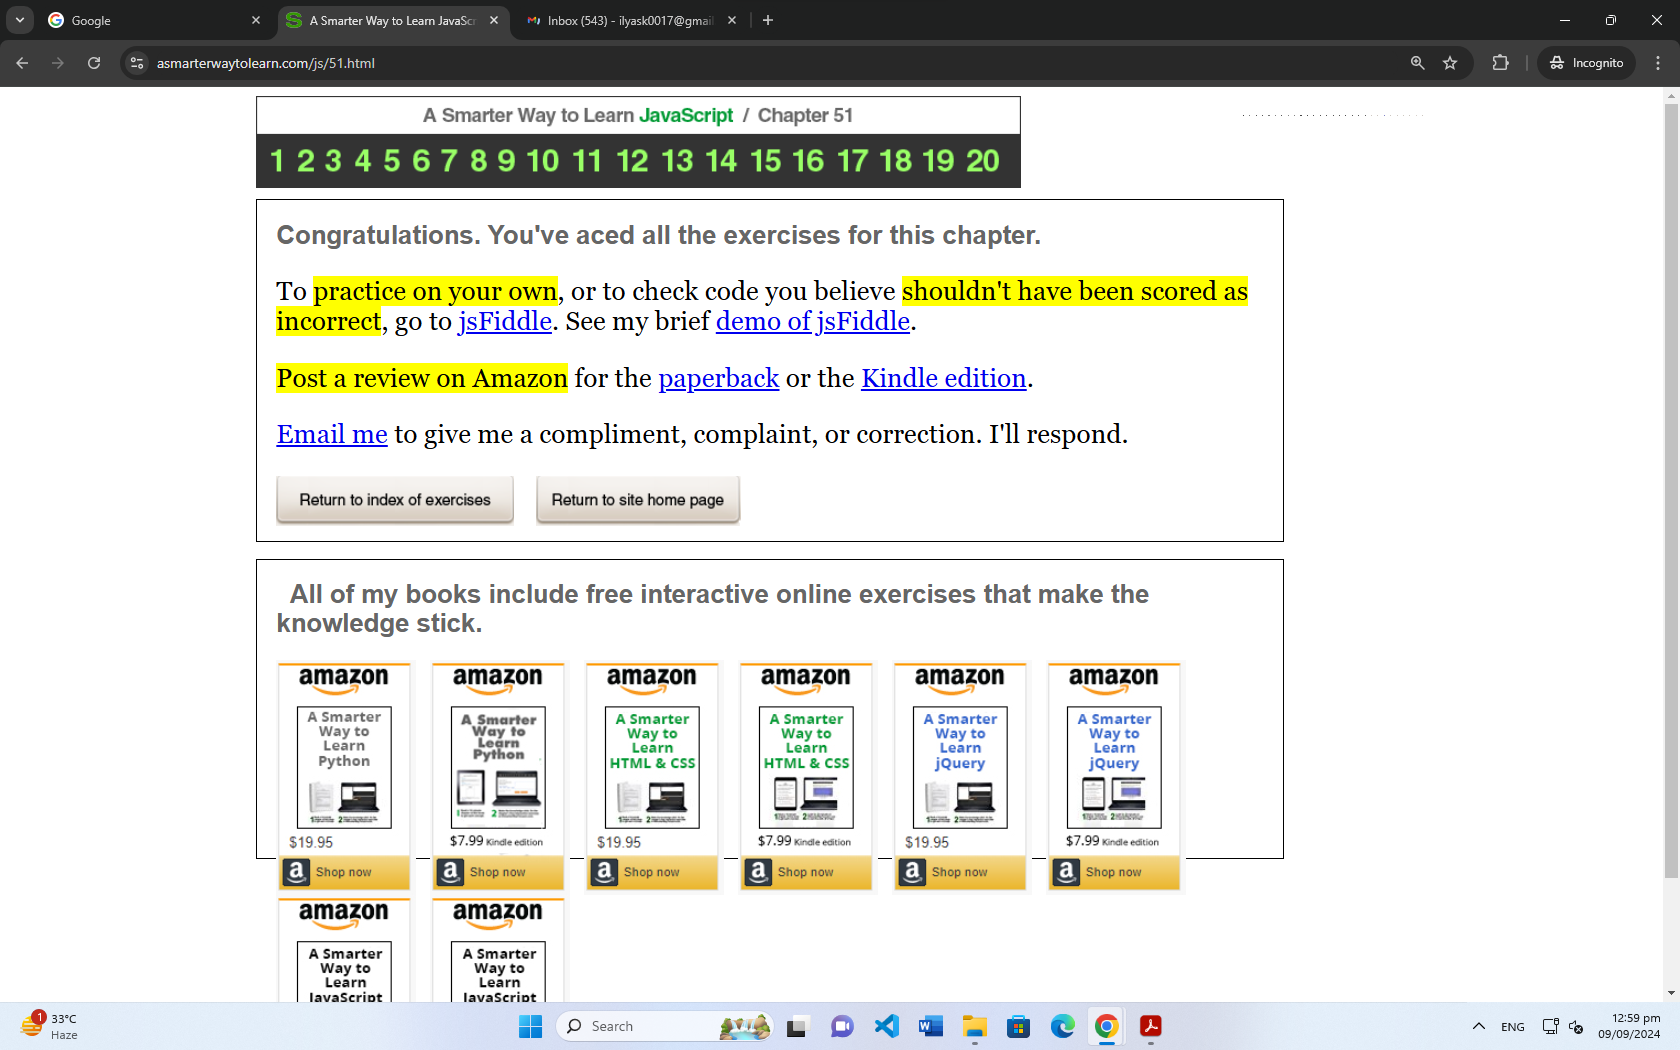 Google
A Smarter Way to Learn JavaScr
Inbox (543) - ilyask0017@gmail
asmarterwaytolearn.com/js/51.html
Incognito
A Smarter Way to Learn JavaScript / Chapter 51
1 2 3 4 5 6 7 8 9 10 11 12 13 14 15 16 17 18 19 20
Congratulations. You've aced all the exercises for this chapter.
To practice on your own, or to check code you believe shouldn't have been scored as
incorrect, go to jsFiddle. See my brief demo of jsFiddle.
Post a review on Amazon for the paperback or the Kindle edition.
Email me to give me a compliment, complaint, or correction. I'll respond.
Return to index of exercises
Return to site home page
All of my books include free interactive online exercises that make the
knowledge stick.
amazon
A Smarter
Way to
Learn
Python
$19.95
Shop now
amazon
A Smarter
Way to
Learn
Python
$7.99 Kindle edition
Shop now
amazon
A Smarter
Way to
Learn
HTML & CSS
$19.95
Shop now
amazon
A Smarter
Way to
Learn
HTML & CSS
$7.99 Kindle edition
Shop now
amazon
A Smarter
Way to
Learn
jQuery
$19.95
Shop now
amazon
A Smarter
Way to
Learn
jQuery
$7.99 Kindle edition
Shop now
amazon
A Smarter
Way to
Learn
JavaScript
amazon
A Smarter
Way to
Learn
JavaScript
1
33°C
Haze
Search
ENG
12:59 pm
09/09/2024